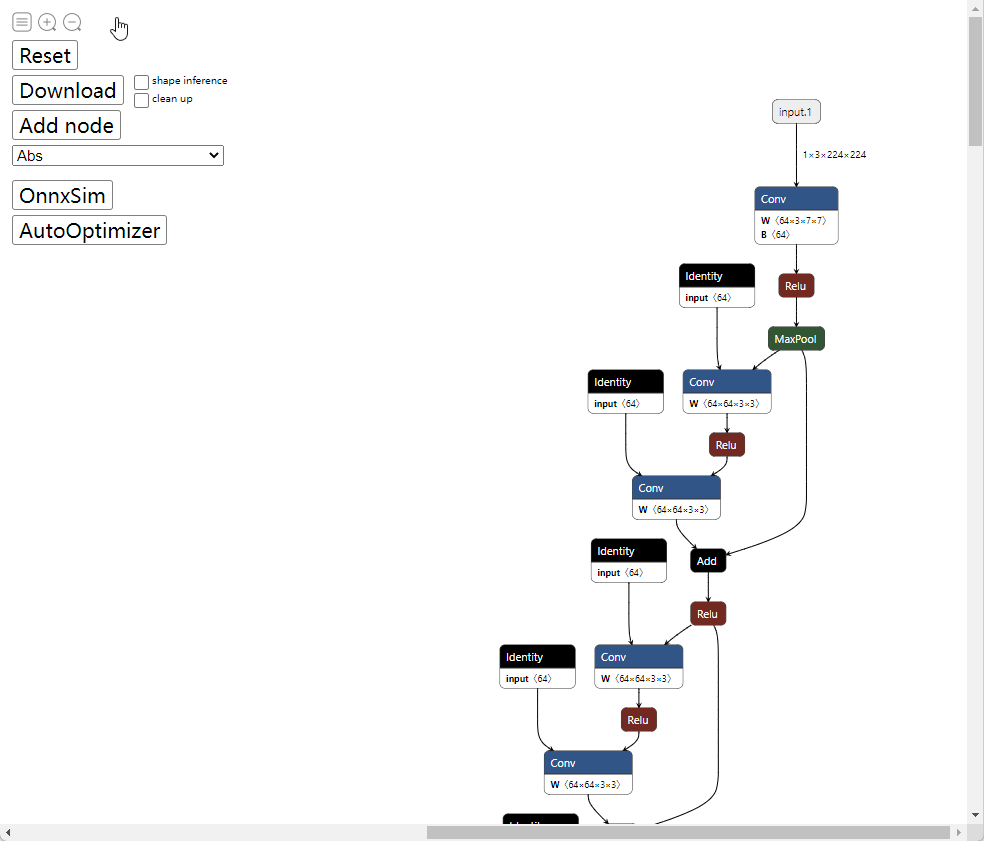 Reset
Download
shape inference
clean up
Add node
Abs
OnnxSim
AutoOptimizer
input.1
1×3×224×224
Conv
W 〈64×3×7×7〉
B 〈64〉
Identity
input 〈64〉
Relu
MaxPool
Identity
input 〈64〉
Conv
W 〈64×64×3×3〉
Relu
Conv
W 〈64×64×3×3〉
Identity
input 〈64〉
Add
Relu
Identity
input 〈64〉
Conv
W 〈64×64×3×3〉
Relu
Conv
W 〈64×64×3×3〉